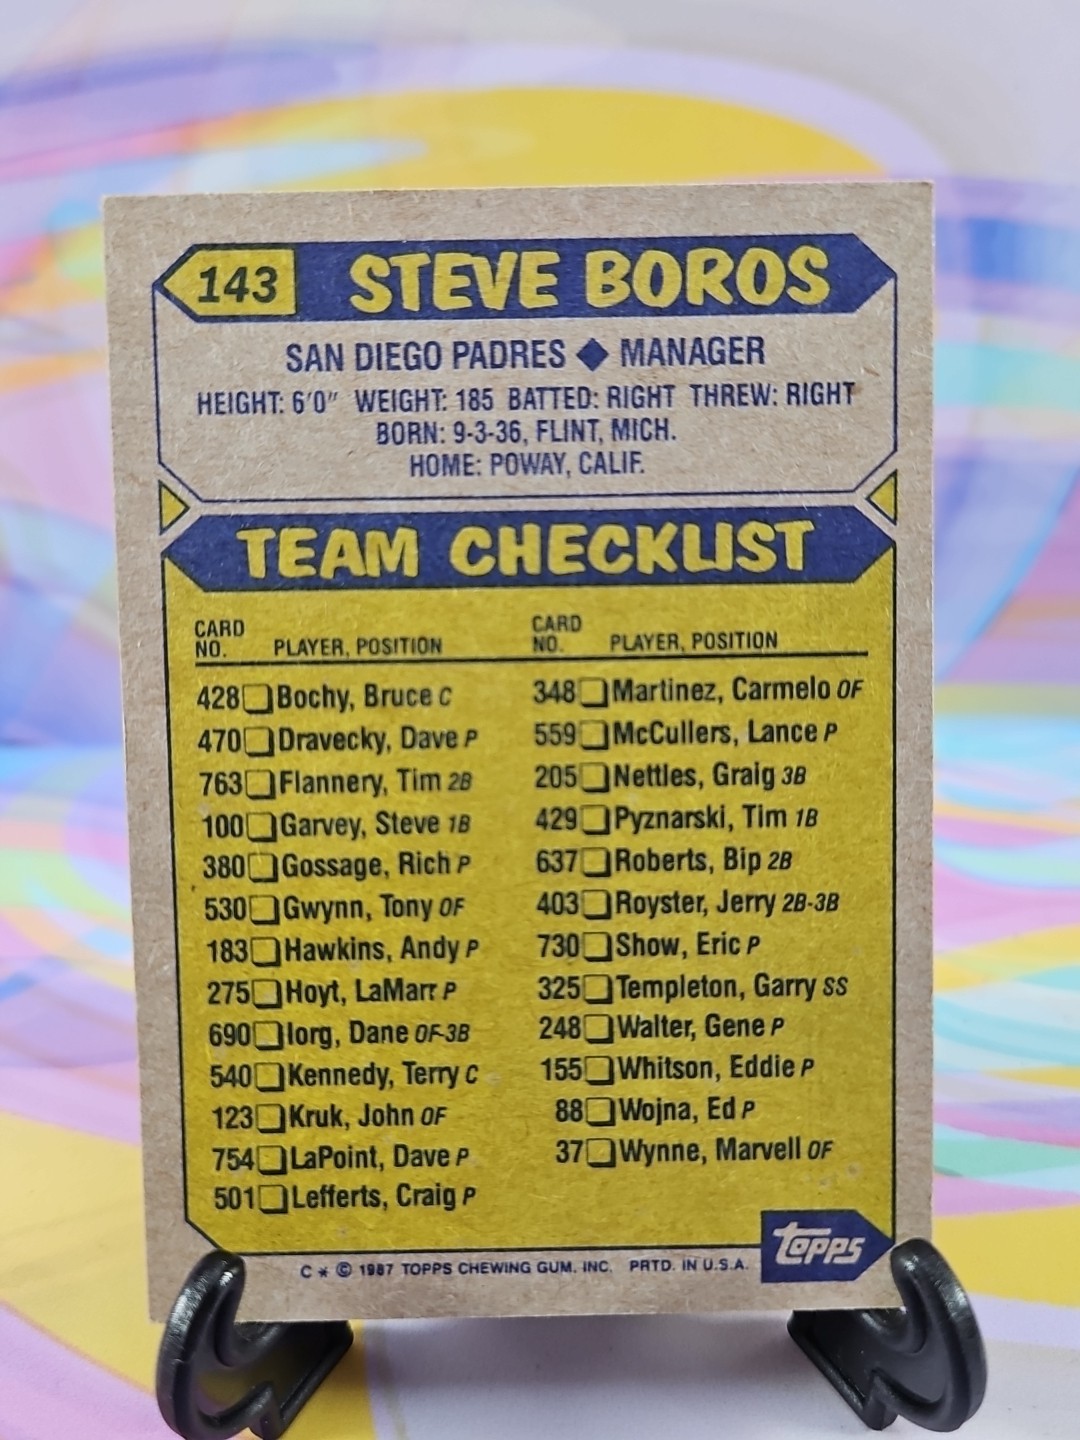 143 STEVE BOROS
SAN DIEGO PADRES ◆ MANAGER
HEIGHT: 6'0" WEIGHT: 185 BATTED: RIGHT THREW: RIGHT
BORN: 9-3-36, FLINT, MICH.
HOME: POWAY, CALIF.
TEAM CHECKLIST
CARD
NO. PLAYER, POSITION
428 Bochy, Bruce C
470 Dravecky, Dave P
763 Flannery, Tim 2B
100 Garvey, Steve 1B
380 Gossage, Rich P
530 Gwynn, Tony OF
183 Hawkins, Andy P
275 Hoyt, LaMarr P
690 Iorg, Dane OF-3B
540 Kennedy, Terry C
123 Kruk, John OF
754 LaPoint, Dave P
501 Lefferts, Craig P
CARD
NO. PLAYER, POSITION
348 Martinez, Carmelo OF
559 McCullers, Lance P
205 Nettles, Graig 3B
429 Pyznarski, Tim 1B
637 Roberts, Bip 2B
403 Royster, Jerry 2B-3B
730 Show, Eric P
325 Templeton, Garry SS
248 Walter, Gene P
155 Whitson, Eddie P
88 Wojna, Ed P
37 Wynne, Marvell OF
topps
C * © 1987 TOPPS CHEWING GUM, INC. PRTD. IN U.S.A.